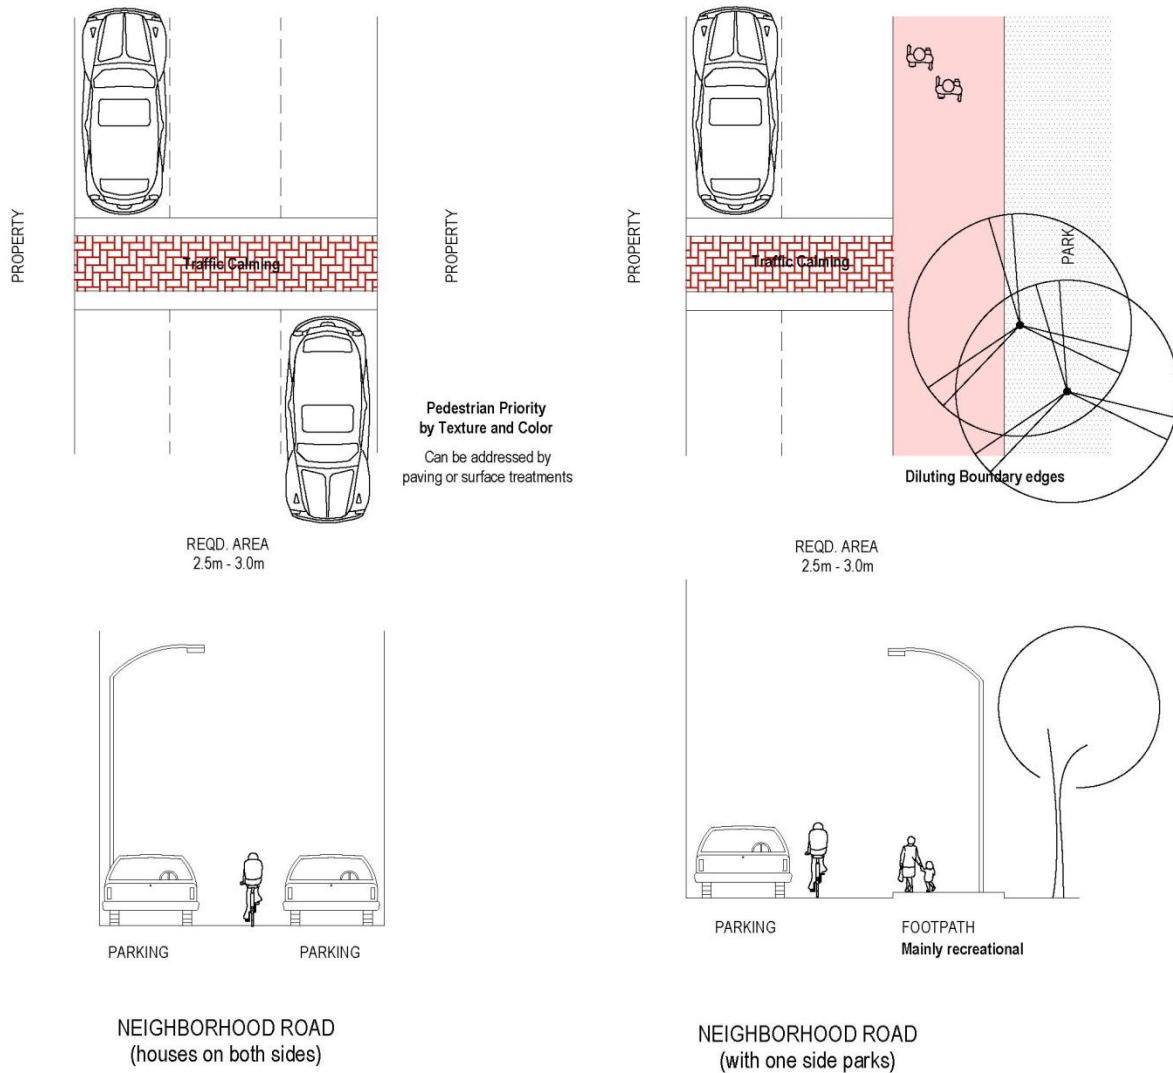 PROPERTY
Traffic Calming
PROPERTY
Pedestrian Priority
by Texture and Color
Can be addressed by
paving or surface treatments
REQD. AREA
2.5m - 3.0m
PARKING
PARKING
NEIGHBORHOOD ROAD
(houses on both sides)
PROPERTY
Traffic Calming
PARK
Diluting Boundary edges
REQD. AREA
2.5m - 3.0m
PARKING
FOOTPATH
Mainly recreational
NEIGHBORHOOD ROAD
(with one side parks)